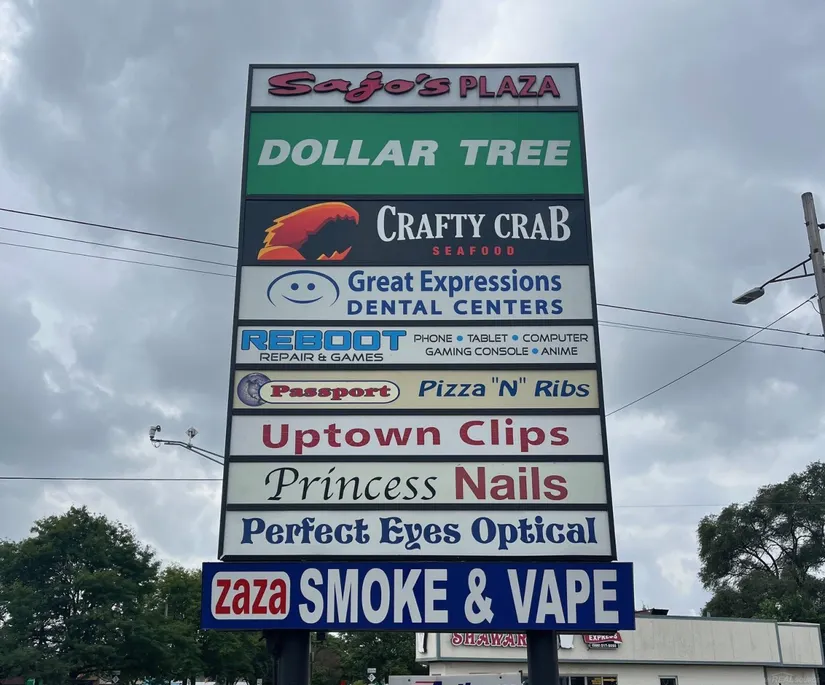 Sajo's PLAZA
DOLLAR TREE
CRAFTY CRAB
SEAFOOD
Great Expressions
DENTAL CENTERS
REBOOT
REPAIR & GAMES
PHONE • TABLET • COMPUTER
GAMING CONSOLE • ANIME
Passport Pizza "N" Ribs
Uptown Clips
Princess Nails
Perfect Eyes Optical
zaza SMOKE & VAPE
EXPRESS